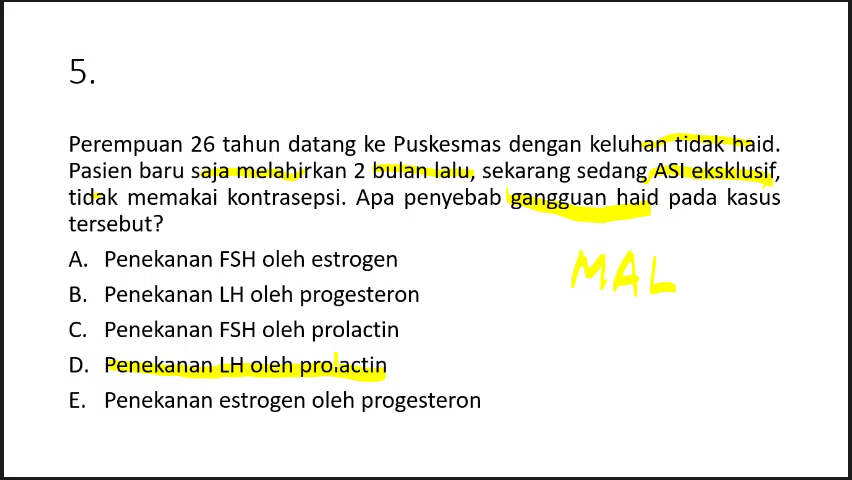 5.
Perempuan 26 tahun datang ke Puskesmas dengan keluhan tidak haid.
Pasien baru saja melahirkan 2 bulan lalu, sekarang sedang ASI eksklusif,
tidak memakai kontrasepsi. Apa penyebab gangguan haid pada kasus
tersebut?
A. Penekanan FSH oleh estrogen
MAL
B. Penekanan LH oleh progesteron
C. Penekanan FSH oleh prolactin
D. Penekanan LH oleh prolactin
E. Penekanan estrogen oleh progesteron